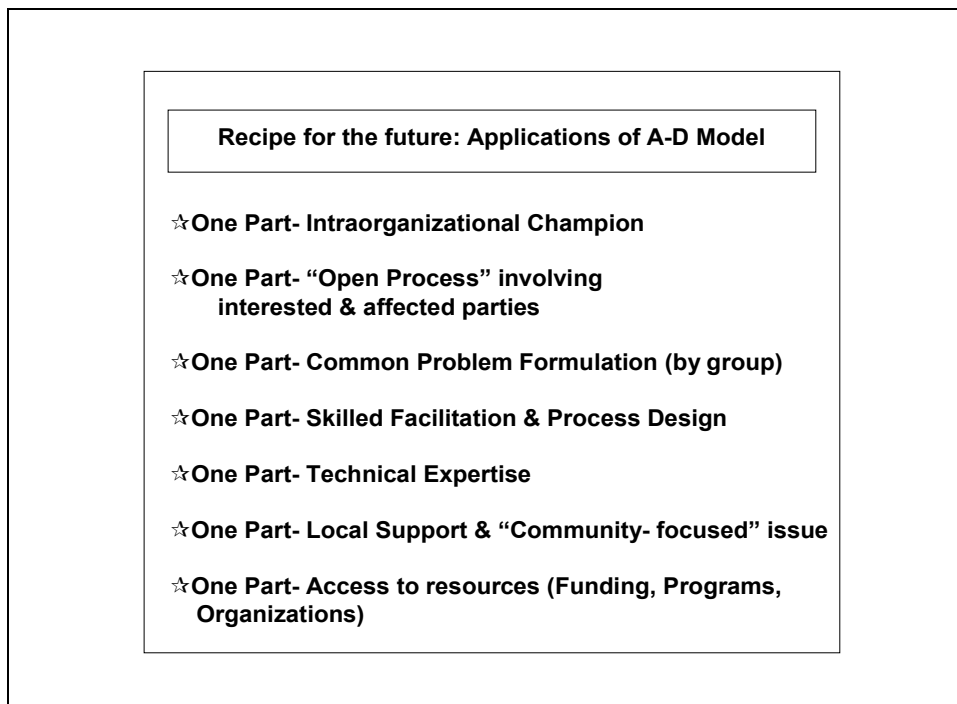 Recipe for the future: Applications of A-D Model
☆One Part- Intraorganizational Champion
☆One Part- “Open Process” involving
interested & affected parties
☆One Part- Common Problem Formulation (by group)
☆One Part- Skilled Facilitation & Process Design
☆One Part- Technical Expertise
☆One Part- Local Support & “Community- focused” issue
☆One Part- Access to resources (Funding, Programs,
Organizations)